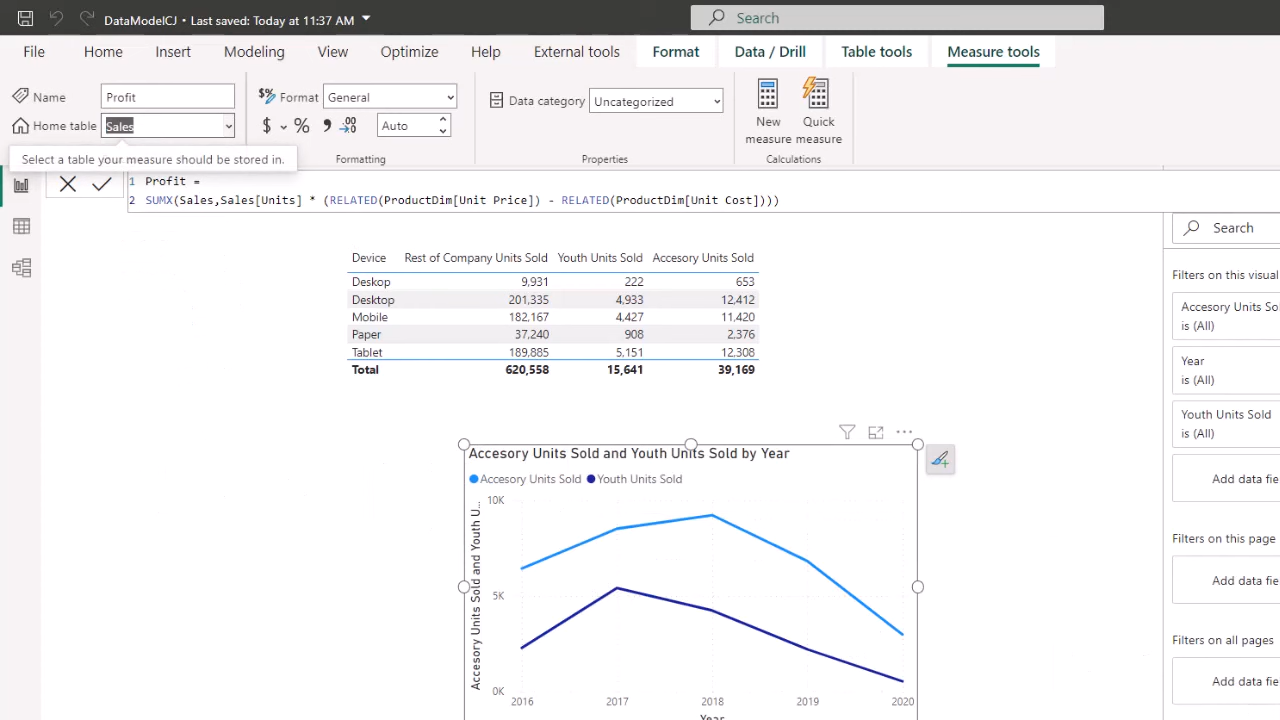 DataModelCJ • Last saved: Today at 11:37 AM
Search
File Home Insert Modeling View Optimize Help External tools Format Data / Drill Table tools Measure tools
Name Profit
Home table Sales
Select a table your measure should be stored in.
$% Format General
$ % , .00 Auto
Formatting
Data category Uncategorized
Properties
New measure
Quick measure
Calculations
1 Profit =
2 SUMX(Sales,Sales[Units] * (RELATED(ProductDim[Unit Price]) - RELATED(ProductDim[Unit Cost])))
Device Rest of Company Units Sold Youth Units Sold Accesory Units Sold
Deskop 9,931 222 653
Desktop 201,335 4,933 12,412
Mobile 182,167 4,427 11,420
Paper 37,240 908 2,376
Tablet 189,885 5,151 12,308
Total 620,558 15,641 39,169
Accesory Units Sold and Youth Units Sold by Year
Accesory Units Sold Youth Units Sold
Accesory Units Sold and Youth U...
10K
5K
0K
2016 2017 2018 2019 2020
Year
Search
Filters on this visual
Accesory Units So
is (All)
Year
is (All)
Youth Units Sold
is (All)
Add data fie
Filters on this page
Add data fie
Filters on all pages
Add data fie